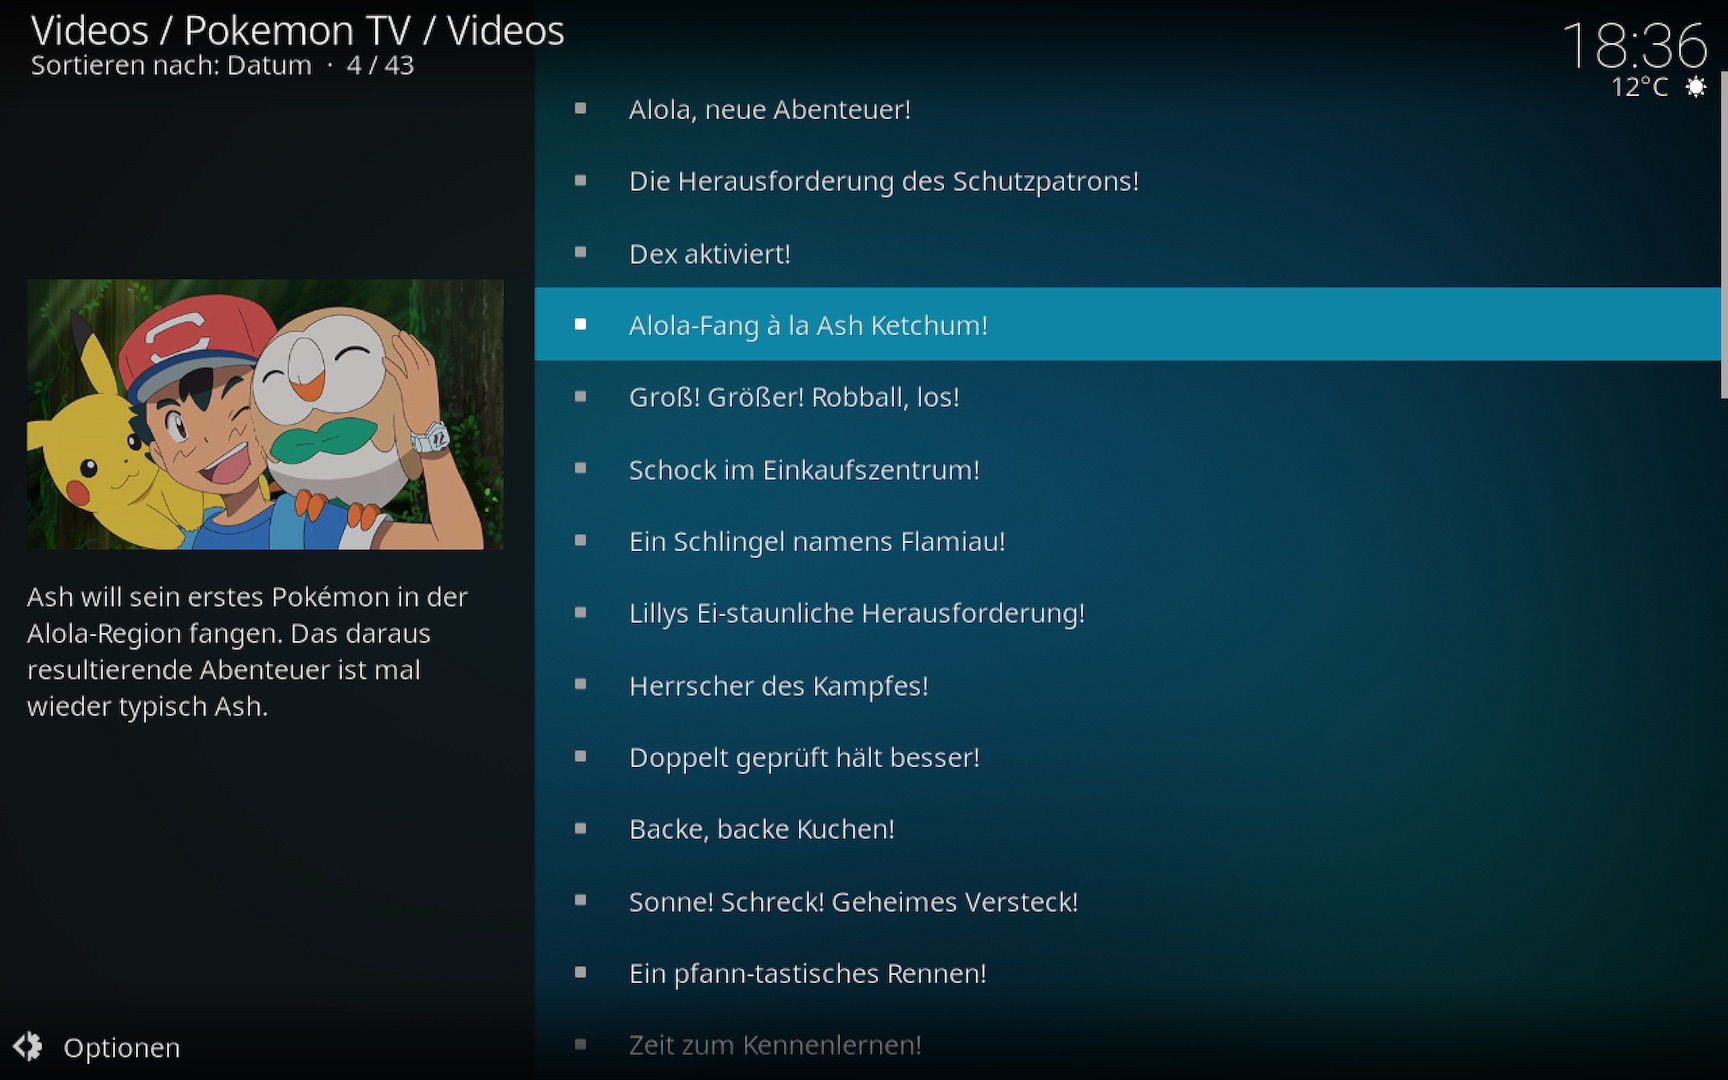 Videos / Pokemon TV / Videos
Sortieren nach: Datum · 4 / 43
18:36
12°C
Alola, neue Abenteuer!
Die Herausforderung des Schutzpatrons!
Dex aktiviert!
Alola-Fang à la Ash Ketchum!
Groß! Größer! Robball, los!
Schock im Einkaufszentrum!
Ein Schlingel namens Flamiau!
Lillys Ei-staunliche Herausforderung!
Herrscher des Kampfes!
Doppelt geprüft hält besser!
Backe, backe Kuchen!
Sonne! Schreck! Geheimes Versteck!
Ein pfann-tastisches Rennen!
Zeit zum Kennenlernen!
Ash will sein erstes Pokémon in der
Alola-Region fangen. Das daraus
resultierende Abenteuer ist mal
wieder typisch Ash.
Optionen